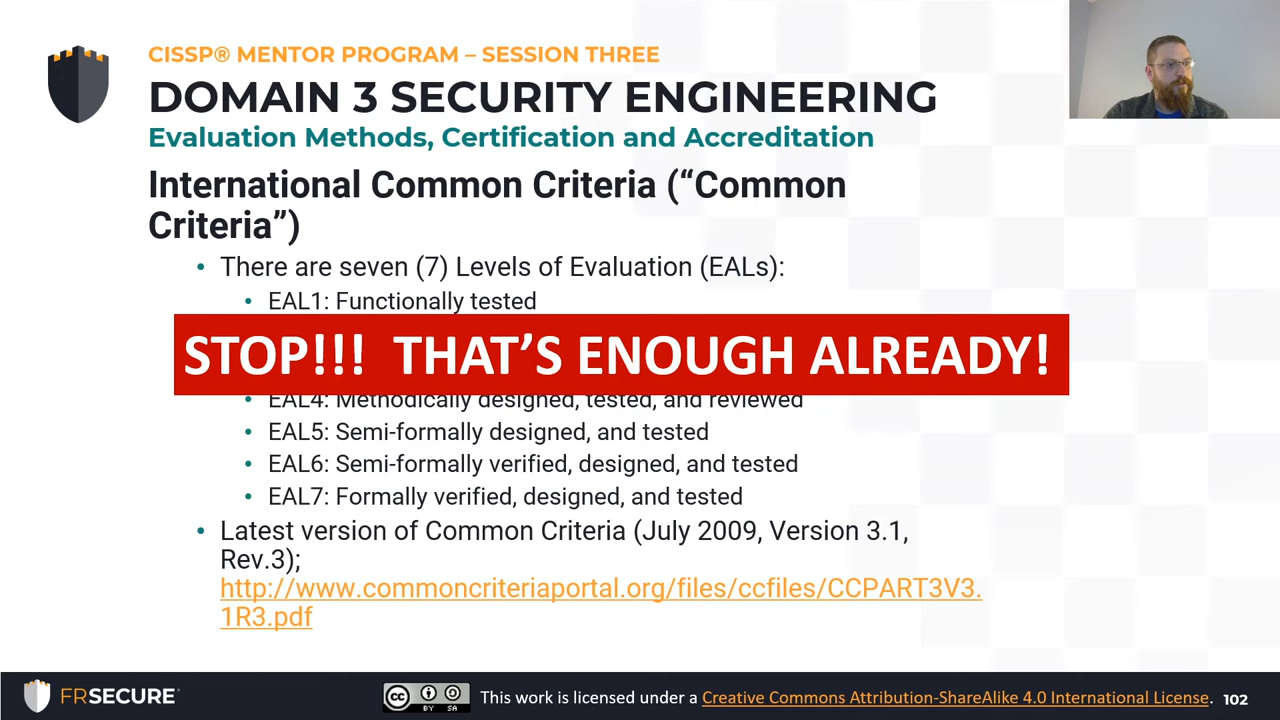 CISSP® MENTOR PROGRAM – SESSION THREE
DOMAIN 3 SECURITY ENGINEERING
Evaluation Methods, Certification and Accreditation
International Common Criteria (“Common
Criteria”)
• There are seven (7) Levels of Evaluation (EALs):
• EAL1: Functionally tested
STOP!!! THAT’S ENOUGH ALREADY!
• EAL4: Methodically designed, tested, and reviewed
• EAL5: Semi-formally designed, and tested
• EAL6: Semi-formally verified, designed, and tested
• EAL7: Formally verified, designed, and tested
• Latest version of Common Criteria (July 2009, Version 3.1,
Rev.3);
http://www.commoncriteriaportal.org/files/ccfiles/CCPART3V3.
1R3.pdf
FRSECURE®
cc BY SA
This work is licensed under a Creative Commons Attribution-ShareAlike 4.0 International License. 102